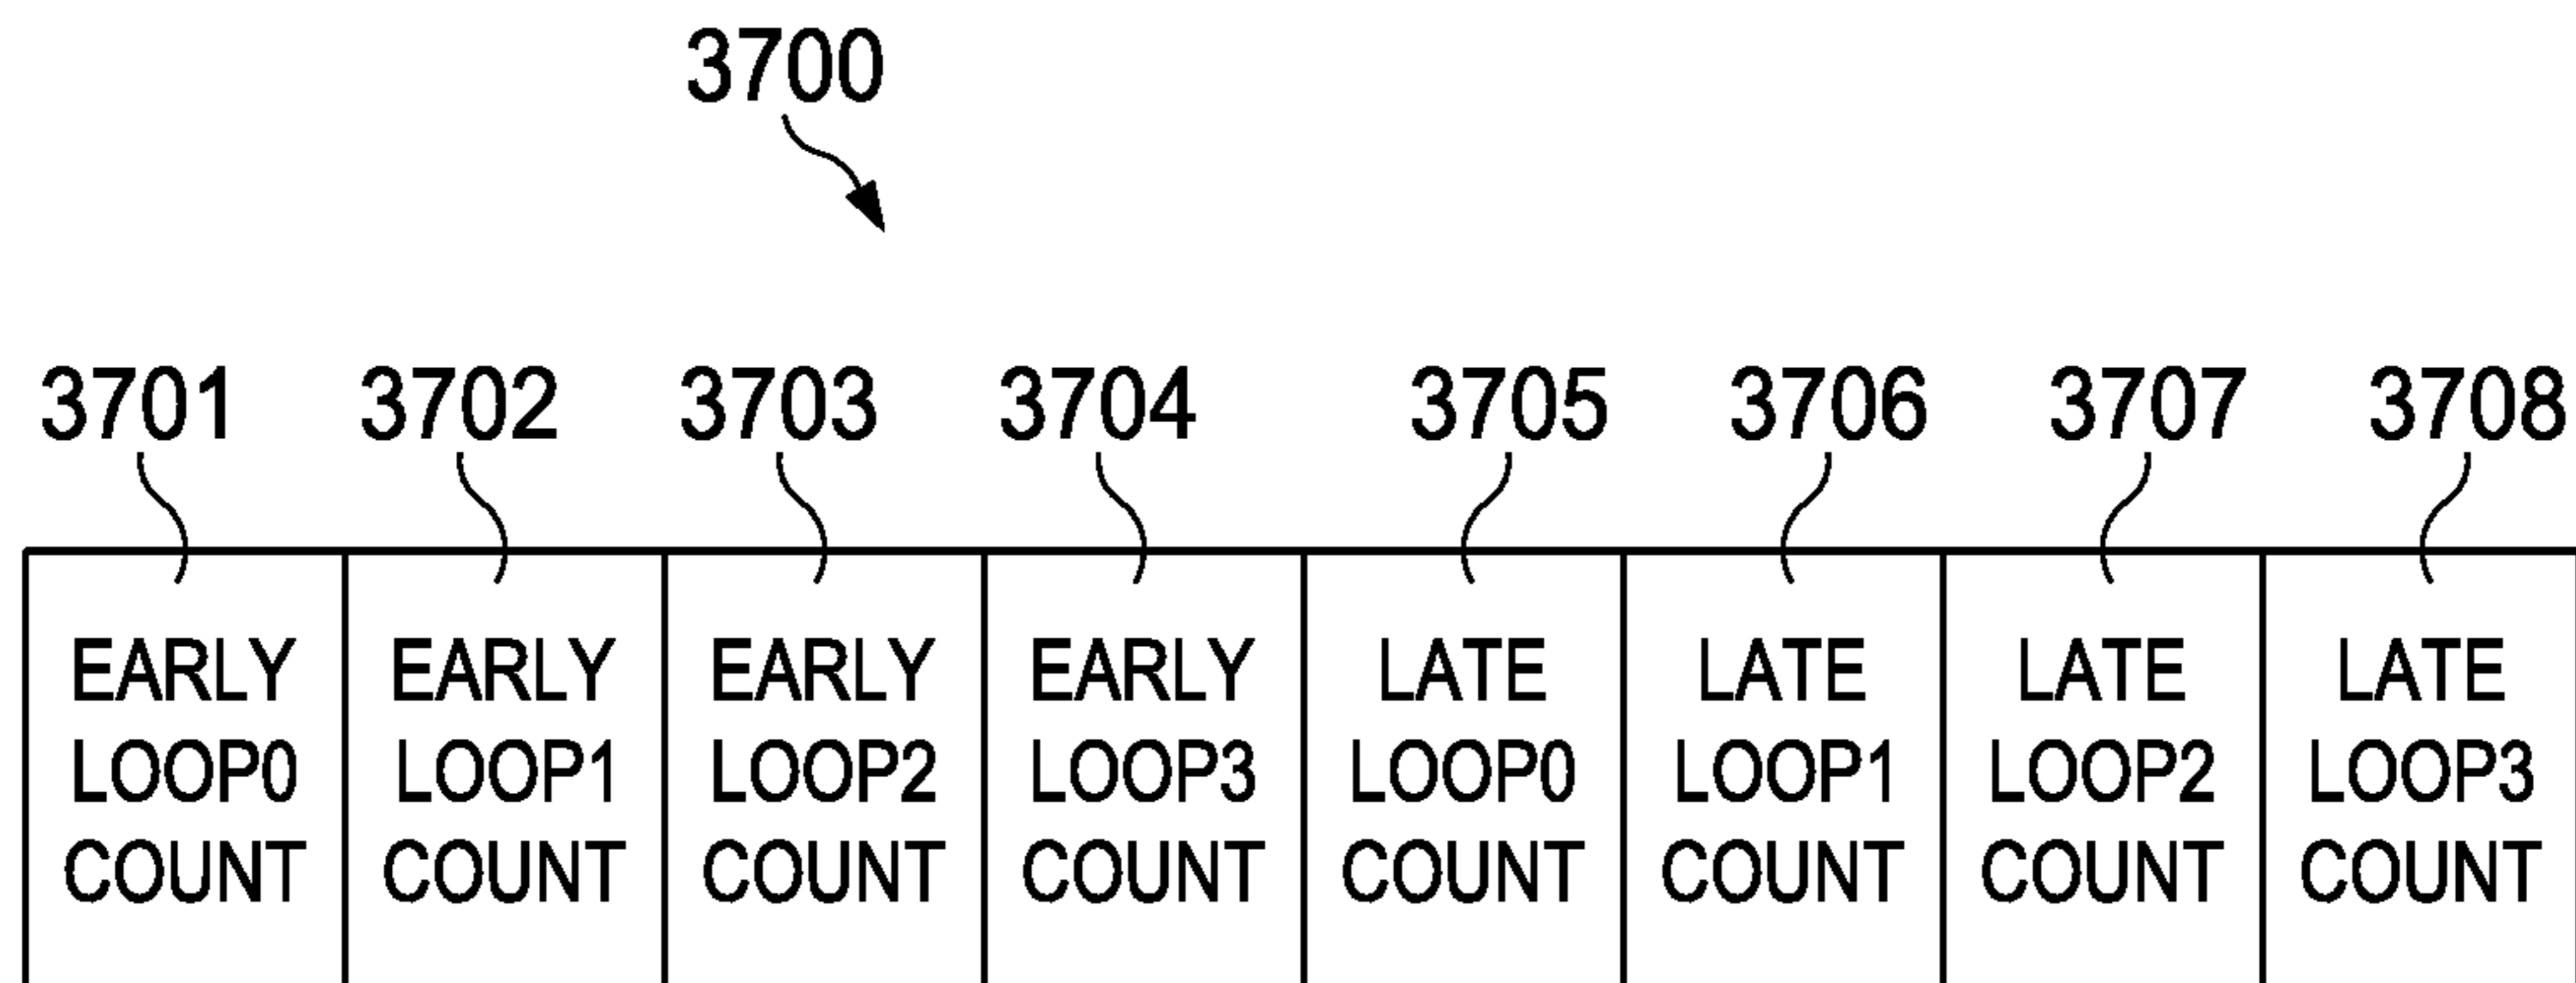 3700
3701 3702 3703 3704 3705 3706 3707 3708
EARLY EARLY EARLY EARLY LATE LATE LATE LATE
LOOP0 LOOP1 LOOP2 LOOP3 LOOP0 LOOP1 LOOP2 LOOP3
COUNT COUNT COUNT COUNT COUNT COUNT COUNT COUNT